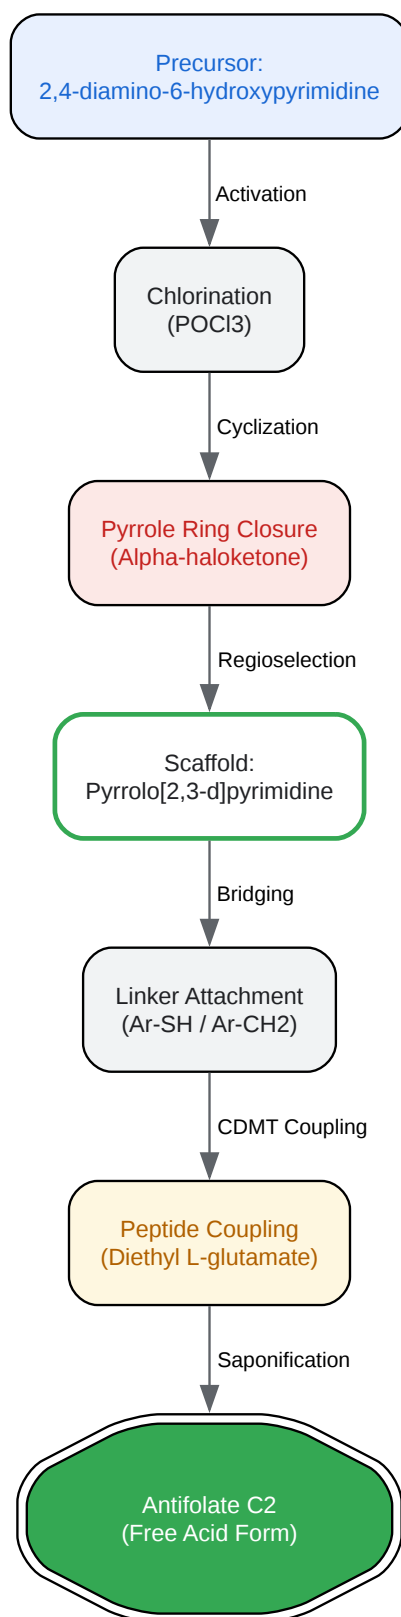 Precursor:
2,4-diamino-6-hydroxypyrimidine
Activation
Chlorination
(POCl3)
Cyclization
Pyrrole Ring Closure
(Alpha-haloketone)
Regioselection
Scaffold:
Pyrrolo[2,3-d]pyrimidine
Bridging
Linker Attachment
(Ar-SH / Ar-CH2)
CDMT Coupling
Peptide Coupling
(Diethyl L-glutamate)
Saponification
Antifolate C2
(Free Acid Form)